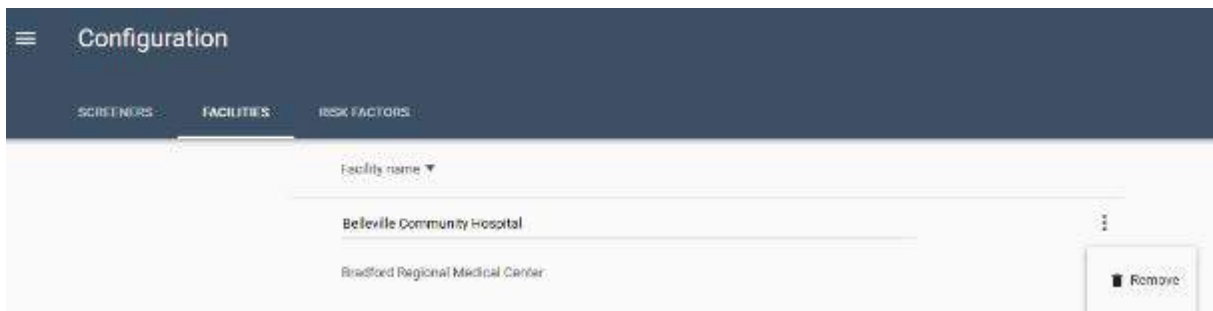 Configuration
SCREENERS FACILITIES RISK FACTORS
Facility name ▼
Belleville Community Hospital
Bradford Regional Medical Center
Remove